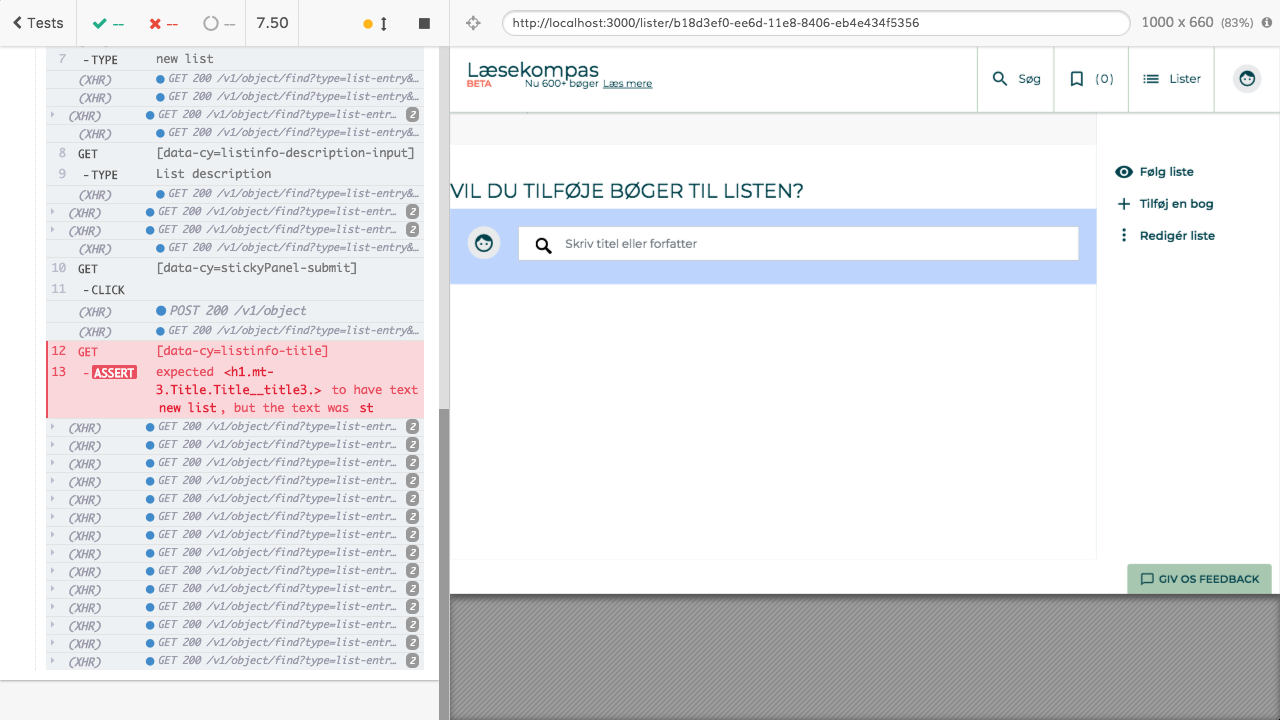 Tests -- -- -- 7.50
http://localhost:3000/lister/b18d3ef0-ee6d-11e8-8406-eb4e434f5356
1000 x 660 (83%)
7 -TYPE new list
(XHR) GET 200 /v1/object/find?type=list-entry&…
(XHR) GET 200 /v1/object/find?type=list-entry&…
(XHR) GET 200 /v1/object/find?type=list-entr… 2
(XHR) GET 200 /v1/object/find?type=list-entry&…
8 GET [data-cy=listinfo-description-input]
9 -TYPE List description
(XHR) GET 200 /v1/object/find?type=list-entry&…
(XHR) GET 200 /v1/object/find?type=list-entr… 2
(XHR) GET 200 /v1/object/find?type=list-entr… 2
(XHR) GET 200 /v1/object/find?type=list-entry&…
10 GET [data-cy=stickyPanel-submit]
11 -CLICK
(XHR) POST 200 /v1/object
(XHR) GET 200 /v1/object/find?type=list-entry&…
12 GET [data-cy=listinfo-title]
13 -ASSERT expected <h1.mt-
3.Title.Title__title3.> to have text
new list, but the text was st
(XHR) GET 200 /v1/object/find?type=list-entr… 2
(XHR) GET 200 /v1/object/find?type=list-entr… 2
(XHR) GET 200 /v1/object/find?type=list-entr… 2
(XHR) GET 200 /v1/object/find?type=list-entr… 2
(XHR) GET 200 /v1/object/find?type=list-entr… 2
(XHR) GET 200 /v1/object/find?type=list-entr… 2
(XHR) GET 200 /v1/object/find?type=list-entr… 2
(XHR) GET 200 /v1/object/find?type=list-entr… 2
(XHR) GET 200 /v1/object/find?type=list-entr… 2
(XHR) GET 200 /v1/object/find?type=list-entr… 2
(XHR) GET 200 /v1/object/find?type=list-entr… 2
(XHR) GET 200 /v1/object/find?type=list-entr… 2
(XHR) GET 200 /v1/object/find?type=list-entr… 2
(XHR) GET 200 /v1/object/find?type=list-entr… 2
Læsekompas
BETA Nu 600+ bøger Læs mere
Søg
(0)
Lister
VIL DU TILFØJE BØGER TIL LISTEN?
Skriv titel eller forfatter
Følg liste
Tilføj en bog
Redigér liste
GIV OS FEEDBACK